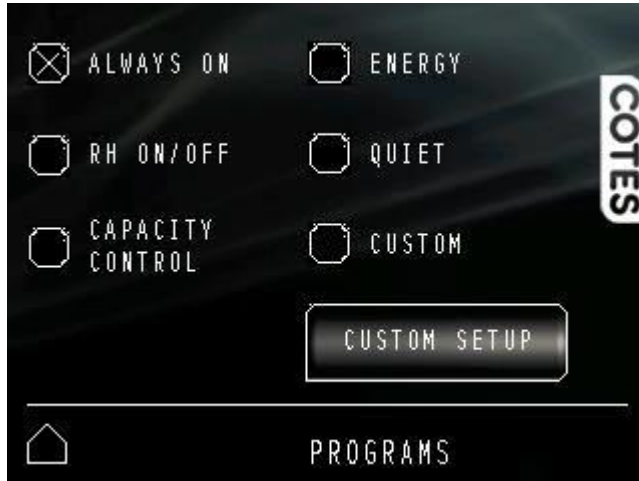 ALWAYS ON
ENERGY
RH ON/OFF
QUIET
CAPACITY
CONTROL
CUSTOM
CUSTOM SETUP
PROGRAMS
COTES